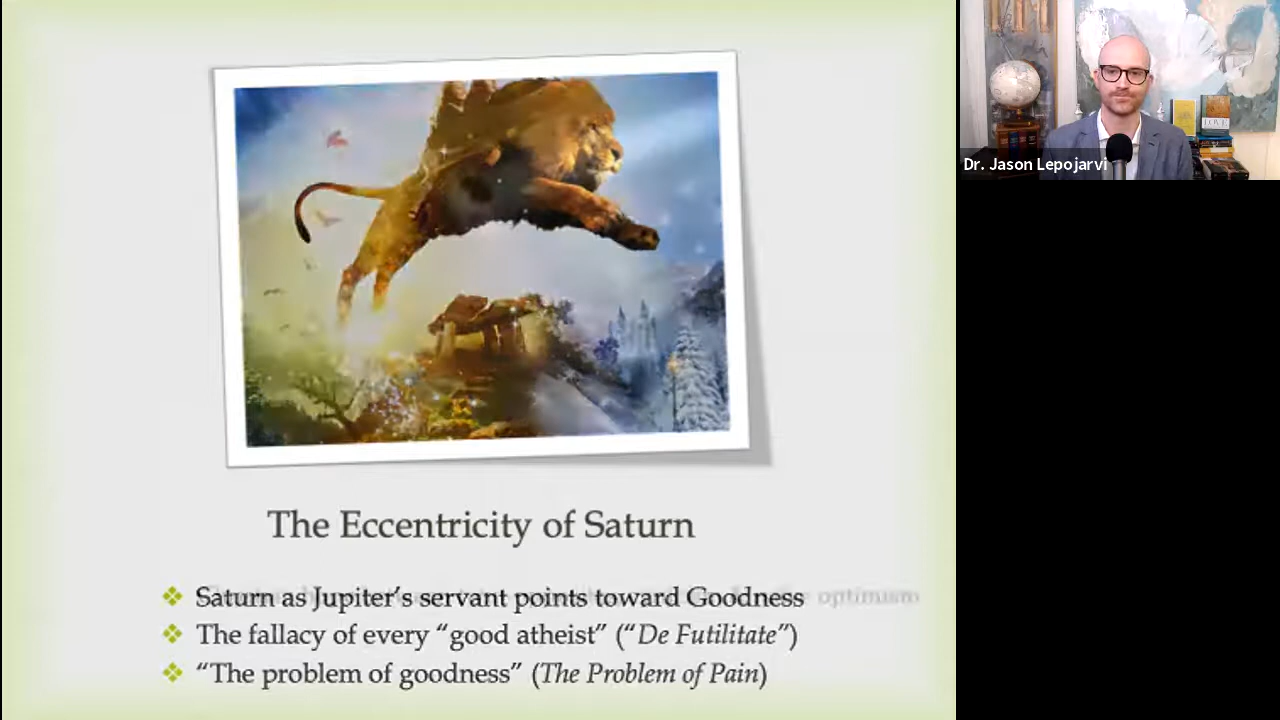 Dr. Jason Lepojarvi
The Eccentricity of Saturn
❖ Saturn as Jupiter’s servant points toward Goodness optimism
❖ The fallacy of every “good atheist” (“De Futilitate”)
❖ “The problem of goodness” (The Problem of Pain)